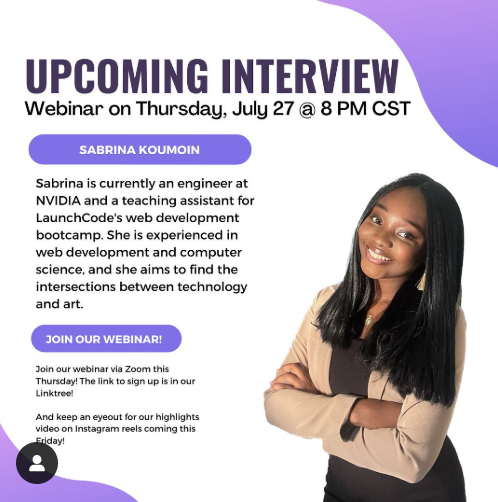 UPCOMING INTERVIEW
Webinar on Thursday, July 27 @ 8 PM CST
SABRINA KOUMOIN
Sabrina is currently an engineer at
NVIDIA and a teaching assistant for
LaunchCode's web development
bootcamp. She is experienced in
web development and computer
science, and she aims to find the
intersections between technology
and art.
JOIN OUR WEBINAR!
Join our webinar via Zoom this
Thursday! The link to sign up is in our
Linktree!
And keep an eyeout for our highlights
video on Instagram reels coming this
Friday!